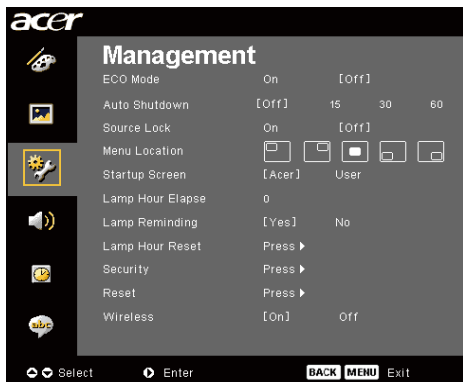 acer
Management
ECO Mode On [Off]
Auto Shutdown [Off] 15 30 60
Source Lock On [Off]
Menu Location
Startup Screen [Acer] User
Lamp Hour Elapse 0
Lamp Reminding [Yes] No
Lamp Hour Reset Press
Security Press
Reset Press
Wireless [On] Off
abc
Select Enter BACK MENU Exit